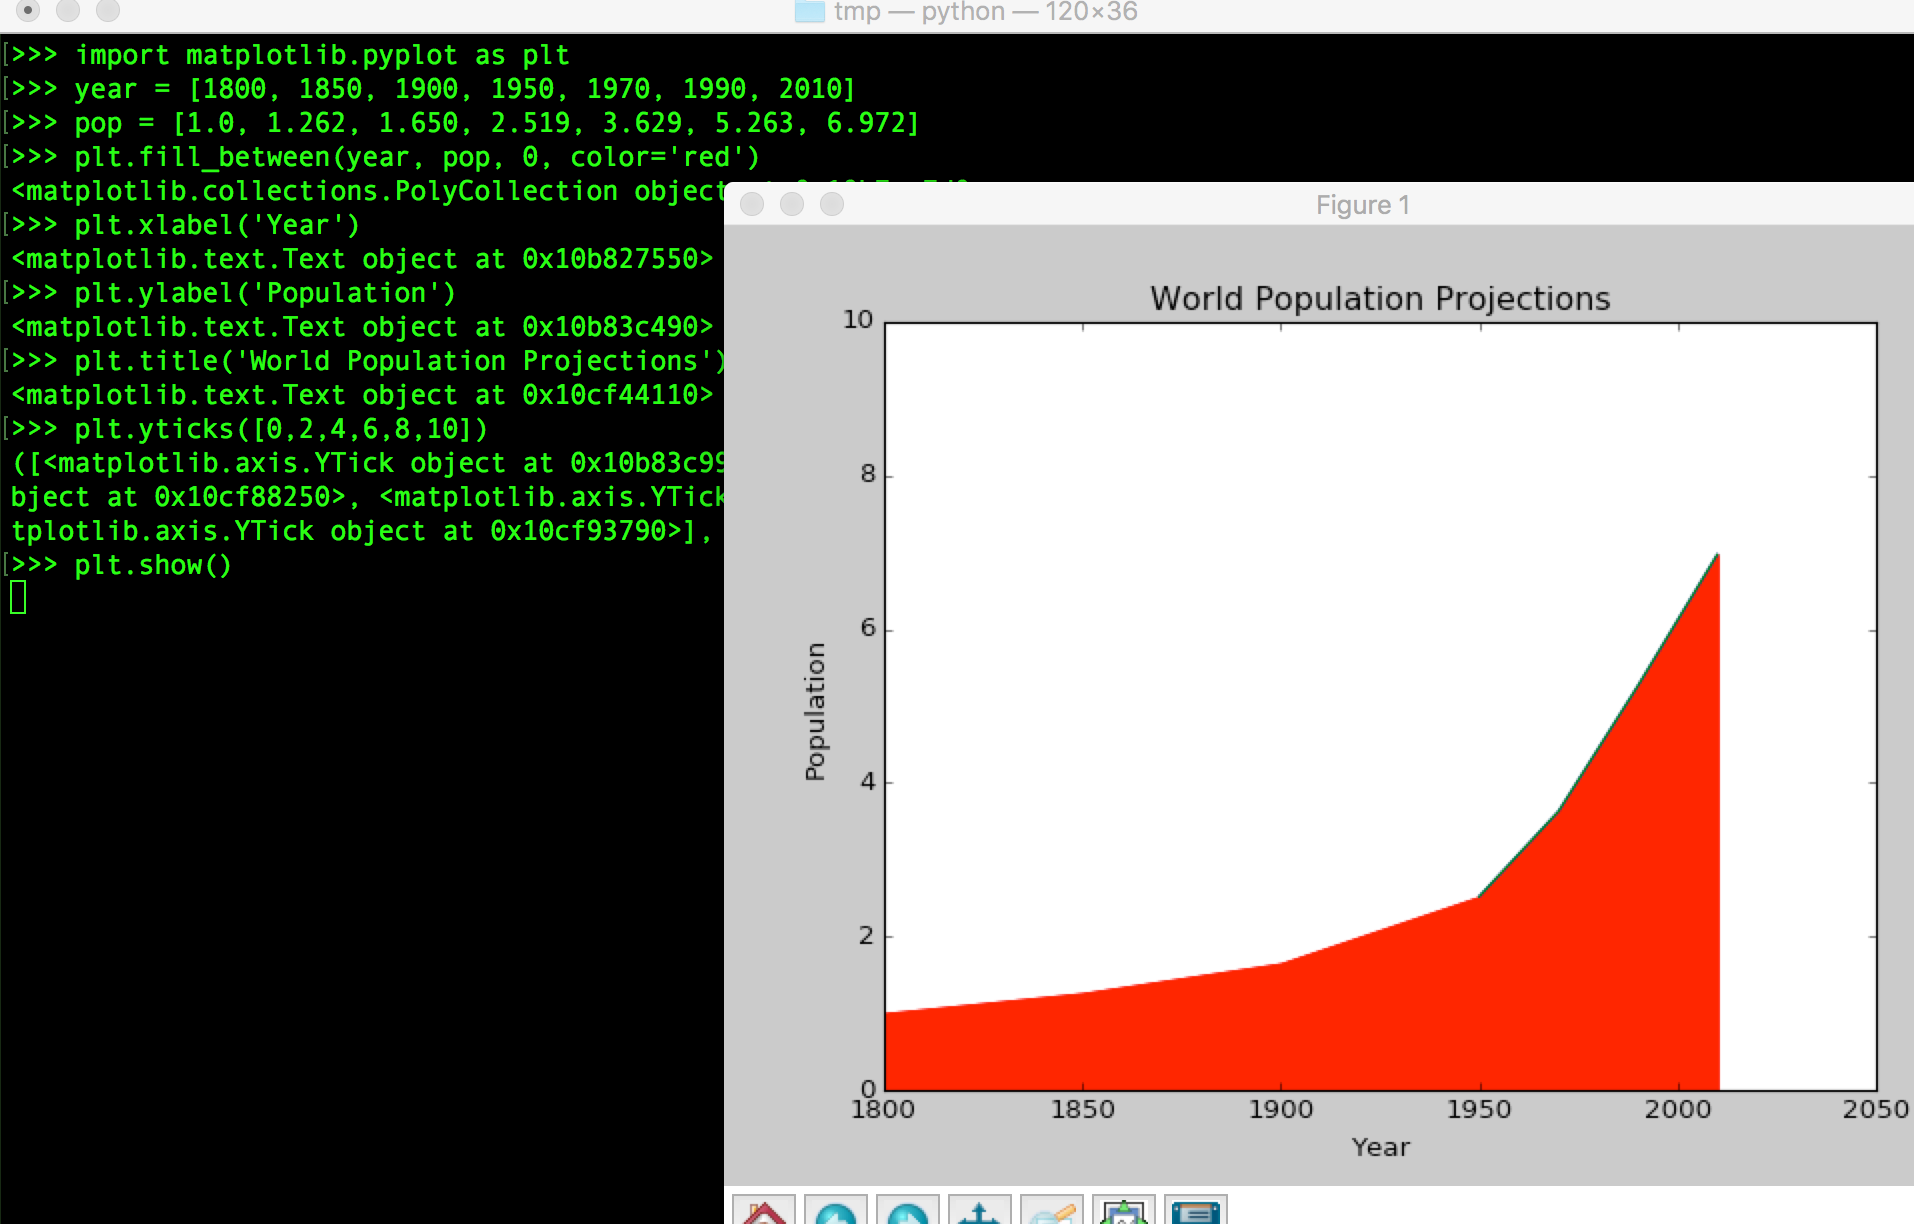 tmp — python — 120×36
>>> import matplotlib.pyplot as plt
>>> year = [1800, 1850, 1900, 1950, 1970, 1990, 2010]
>>> pop = [1.0, 1.262, 1.650, 2.519, 3.629, 5.263, 6.972]
>>> plt.fill_between(year, pop, 0, color='red')
<matplotlib.collections.PolyCollection object
>>> plt.xlabel('Year')
<matplotlib.text.Text object at 0x10b827550>
>>> plt.ylabel('Population')
<matplotlib.text.Text object at 0x10b83c490>
>>> plt.title('World Population Projections')
<matplotlib.text.Text object at 0x10cf44110>
>>> plt.yticks([0,2,4,6,8,10])
([<matplotlib.axis.YTick object at 0x10b83c99
bject at 0x10cf88250>, <matplotlib.axis.YTick
tplotlib.axis.YTick object at 0x10cf93790>],
>>> plt.show()
Figure 1
World Population Projections
10
8
6
4
2
0
Population
1800 1850 1900 1950 2000 2050
Year